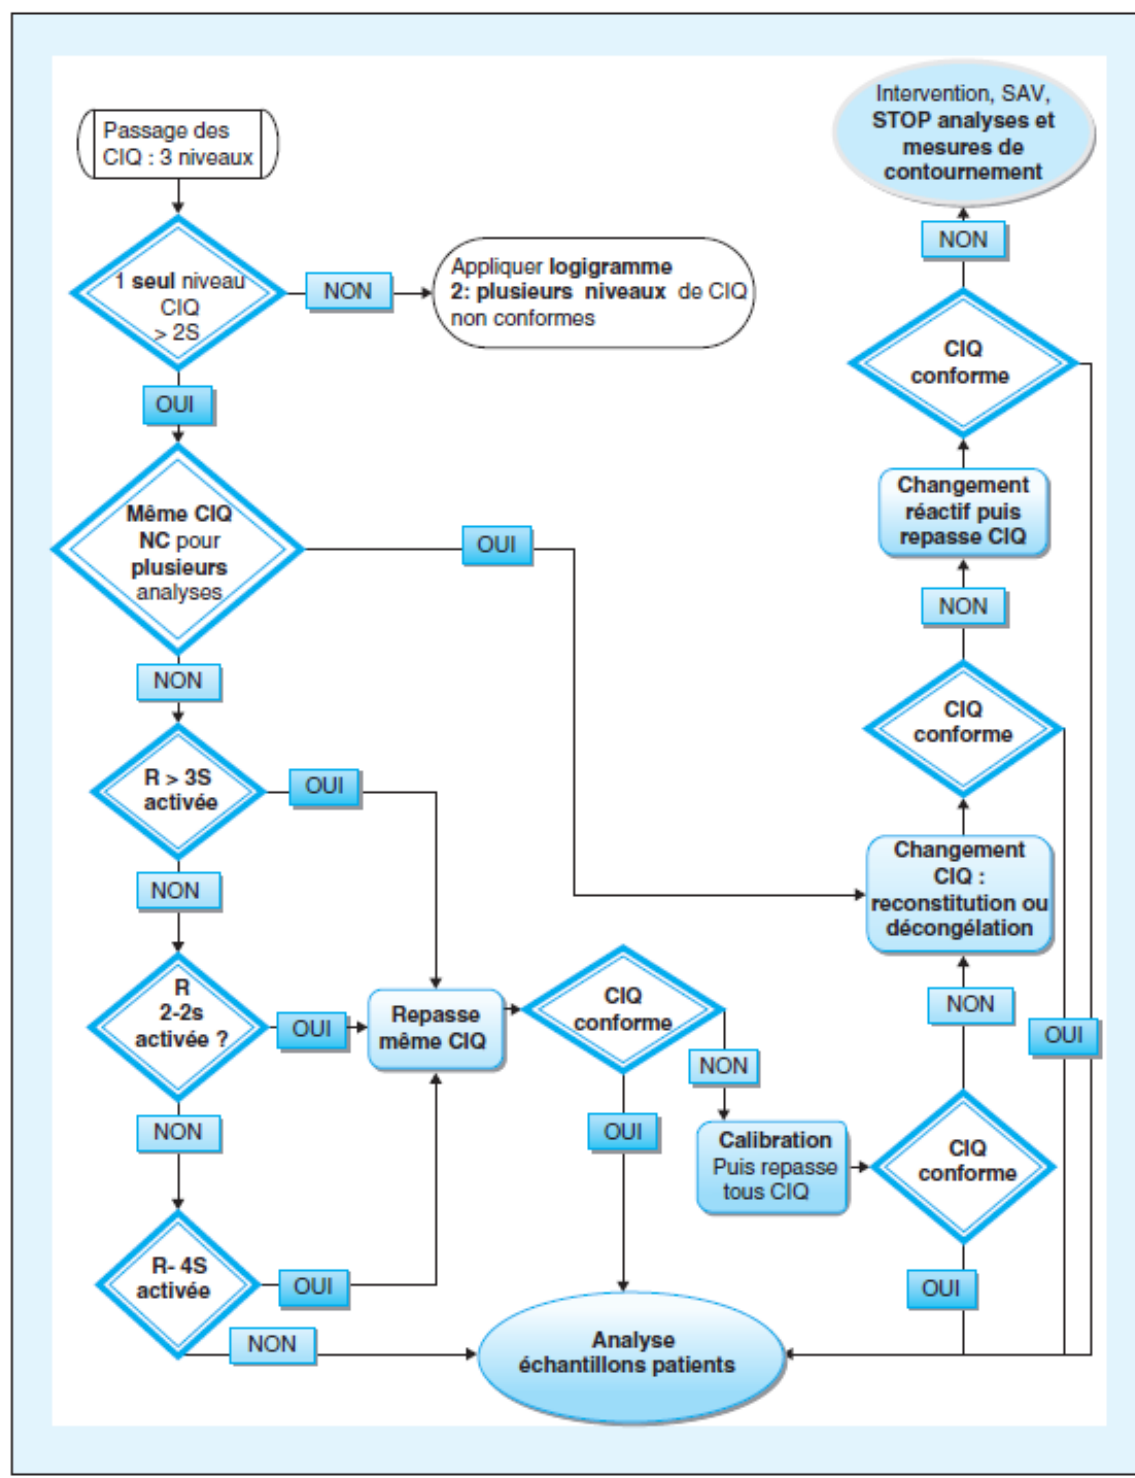 Passage des
CIQ : 3 niveaux
1 seul niveau
CIQ
> 2S
NON
Appliquer logigramme
2: plusieurs niveaux de CIQ
non conformes
OUI
Même CIQ
NC pour
plusieurs
analyses
OUI
NON
R > 3S
activée
OUI
NON
R
2-2s
activée ?
OUI
NON
R- 4S
activée
OUI
NON
Repasse
même CIQ
CIQ
conforme
OUI
NON
Calibration
Puis repasse
tous CIQ
CIQ
conforme
OUI
NON
Changement
CIQ :
reconstitution ou
décongélation
CIQ
conforme
OUI
NON
Changement
réactif puis
repasse CIQ
CIQ
conforme
NON
Intervention, SAV,
STOP analyses et
mesures de
contournement
Analyse
échantillons patients